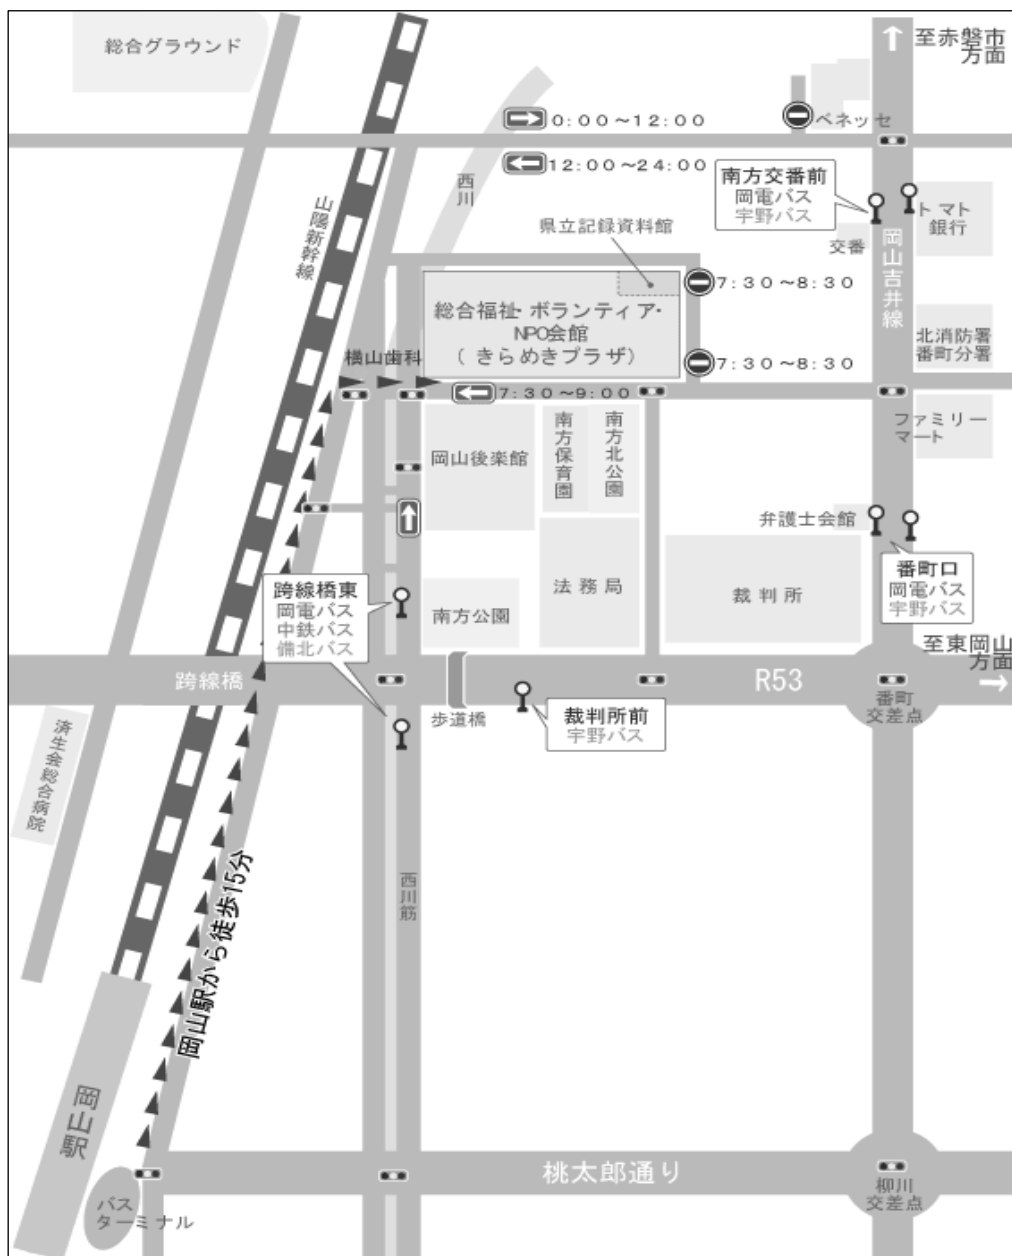 総合グラウンド
至赤磐市
方面
0:00～12:00
ベネッセ
12:00～24:00
西川
山陽新幹線
南方交番前
岡電バス
宇野バス
トマト
銀行
交番
県立記録資料館
岡山吉井線
7:30～8:30
総合福祉・ボランティア・
NPO会館
（きらめきプラザ）
北消防署
番町分署
横山歯科
7:30～8:30
7:30～9:00
ファミリー
マート
岡山後楽館
南方保育園
南方北公園
弁護士会館
番町口
岡電バス
宇野バス
跨線橋東
岡電バス
中鉄バス
備北バス
南方公園
法務局
裁判所
至東岡山
方面
跨線橋
R53
番町
交差点
歩道橋
裁判所前
宇野バス
済生会総合病院
岡山駅から徒歩15分
西川筋
岡山駅
桃太郎通り
柳川
交差点
バス
ターミナル